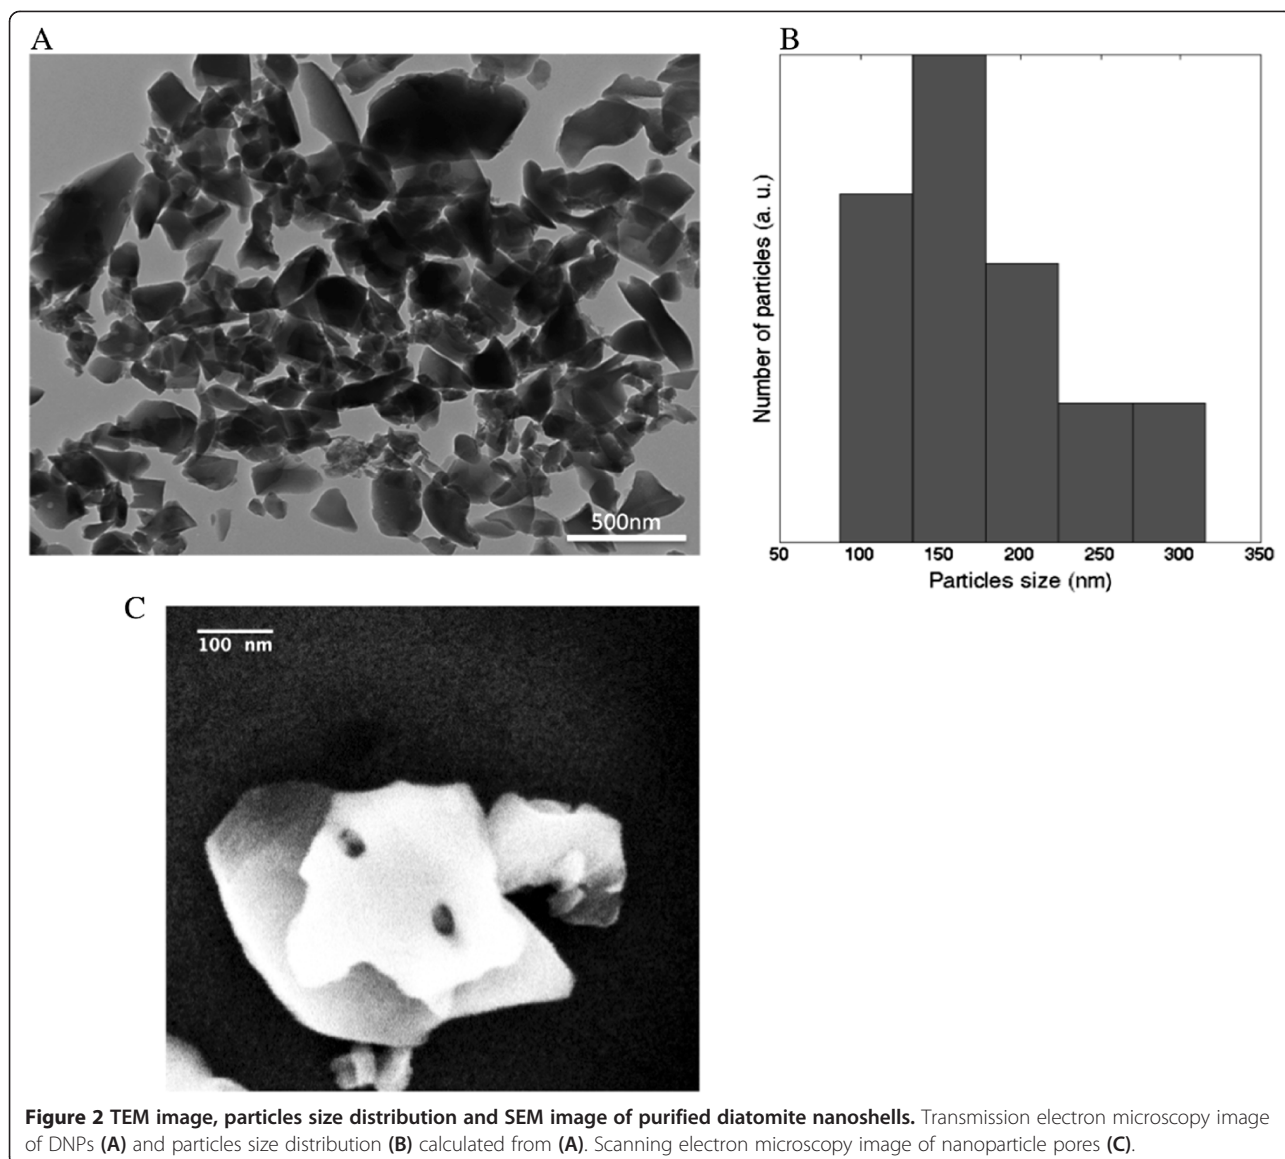 A
B
500nm
Number of particles (a. u.)
50 100 150 200 250 300 350
Particles size (nm)
C
100 nm
Figure 2 TEM image, particles size distribution and SEM image of purified diatomite nanoshells. Transmission electron microscopy image
of DNPs (A) and particles size distribution (B) calculated from (A). Scanning electron microscopy image of nanoparticle pores (C).